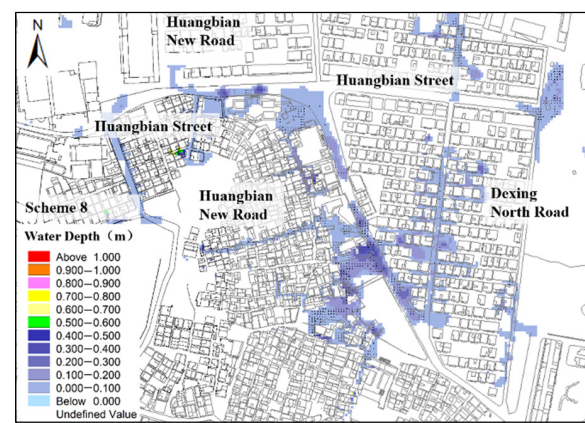 Huangbian
New Road
N
Huangbian Street
Huangbian Street
Huangbian
New Road
Dexing
North Road
Scheme 8
Water Depth（m）
Above 1.000
0.900—1.000
0.800—0.900
0.700—0.800
0.600—0.700
0.500—0.600
0.400—0.500
0.300—0.400
0.200—0.300
0.100—0.200
0.000—0.100
Below 0.000
Undefined Value